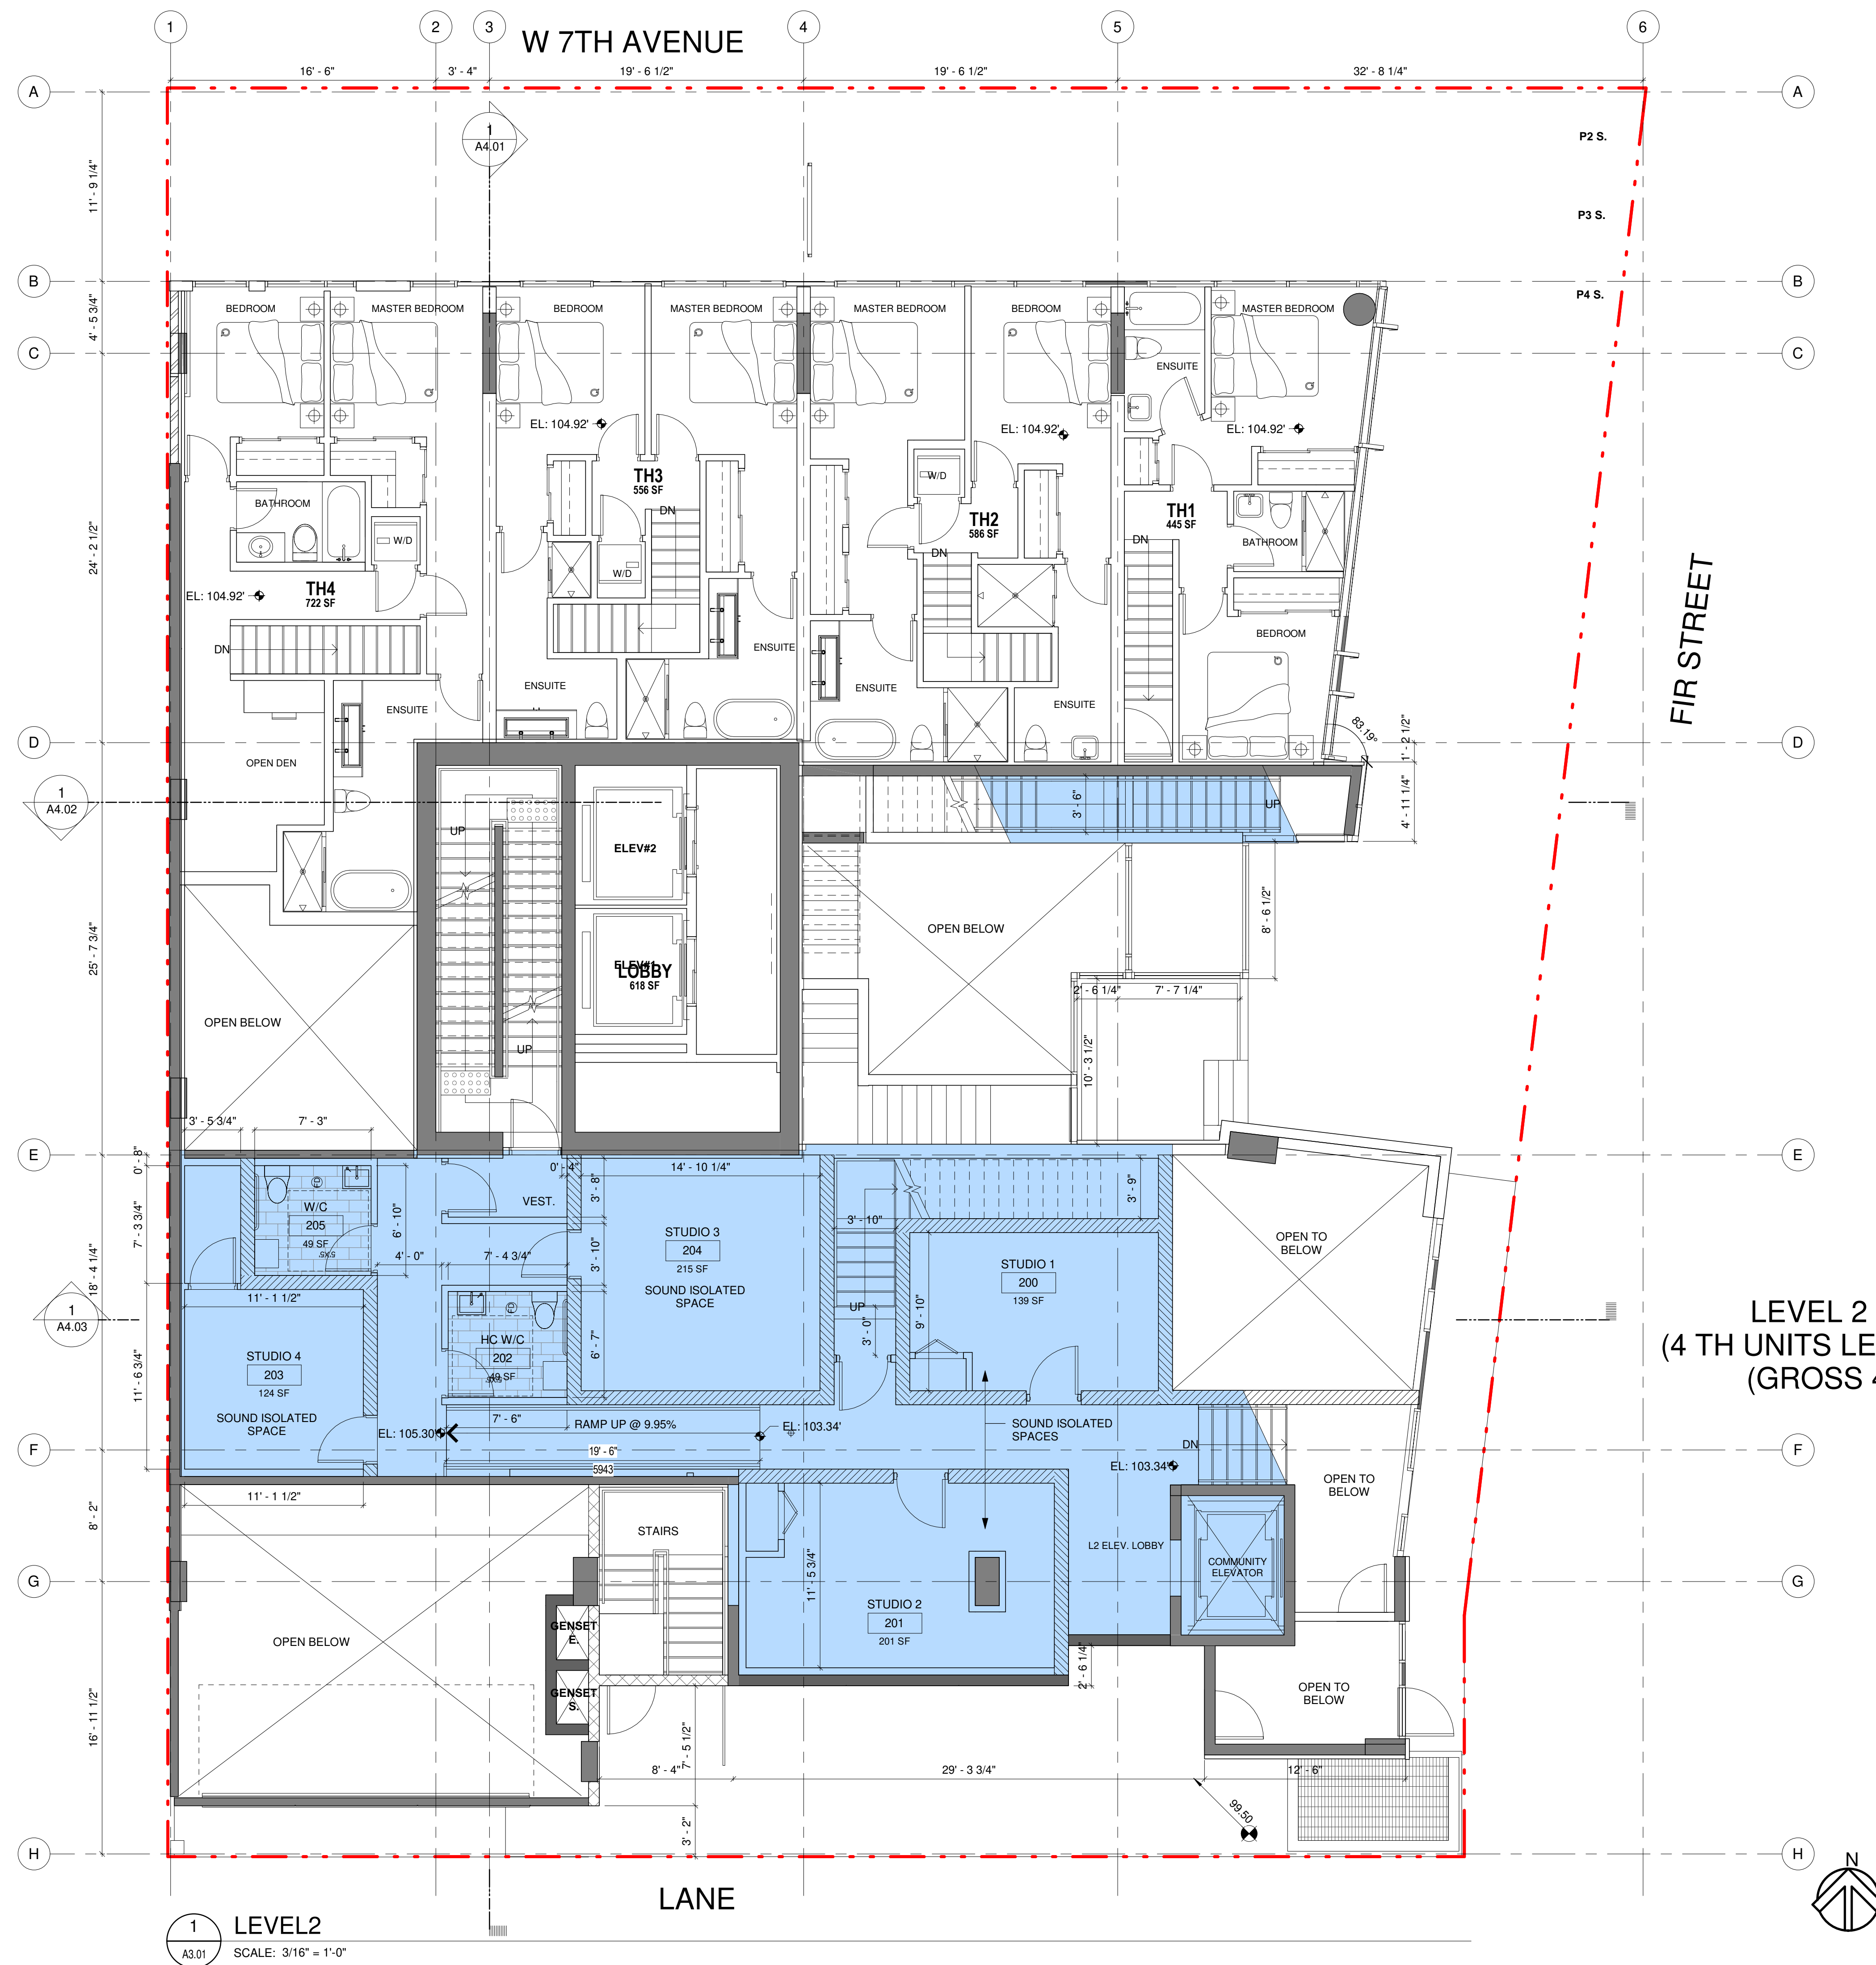 1
2
3
4
5
6
W 7TH AVENUE
16' - 6"
3' - 4"
19' - 6 1/2"
19' - 6 1/2"
32' - 8 1/4"
A
A
1
A4.01
P2 S.
P3 S.
P4 S.
11' - 9 1/4"
B
B
4' - 5 3/4"
BEDROOM
MASTER BEDROOM
BEDROOM
MASTER BEDROOM
MASTER BEDROOM
BEDROOM
MASTER BEDROOM
C
C
ENSUITE
EL: 104.92'
EL: 104.92'
EL: 104.92'
TH3
556 SF
W/D
BATHROOM
DN
TH2
586 SF
TH1
445 SF
24' - 2 1/2"
W/D
DN
DN
BATHROOM
W/D
EL: 104.92'
TH4
722 SF
BEDROOM
DN
ENSUITE
FIR STREET
ENSUITE
ENSUITE
ENSUITE
ENSUITE
83.19°
1' - 2 1/2"
D
D
OPEN DEN
1
A4.02
3' - 6"
UP
4' - 11 1/4"
UP
ELEV#2
OPEN BELOW
8' - 6 1/2"
25' - 7 3/4"
ELEV#1
LOBBY
618 SF
2' - 6 1/4"
7' - 7 1/4"
OPEN BELOW
UP
10' - 3 1/2"
3' - 5 3/4"
7' - 3"
E
E
0' - 8"
0' - 4"
14' - 10 1/4"
VEST.
3' - 8"
3' - 9"
W/C
205
49 SF
5'X5'
6' - 10"
7' - 3 3/4"
18' - 4 1/4"
4' - 0"
7' - 4 3/4"
3' - 10"
STUDIO 3
204
215 SF
SOUND ISOLATED
SPACE
3' - 10"
OPEN TO
BELOW
STUDIO 1
200
139 SF
11' - 1 1/2"
UP
3' - 0"
9' - 10"
1
A4.03
HC W/C
202
49 SF
5'X5'
6' - 7"
LEVEL 2
(4 TH UNITS LE
(GROSS 4
STUDIO 4
203
124 SF
11' - 6 3/4"
SOUND ISOLATED
SPACE
7' - 6"
RAMP UP @ 9.95%
EL: 105.30'
EL: 103.34'
SOUND ISOLATED
SPACES
DN
F
F
19' - 6"
5943
EL: 103.34'
OPEN TO
BELOW
11' - 1 1/2"
8' - 2"
STAIRS
L2 ELEV. LOBBY
COMMUNITY
ELEVATOR
11' - 5 3/4"
G
G
STUDIO 2
201
201 SF
GENSET
E.
OPEN BELOW
2' - 6 1/4"
GENSET
S.
OPEN TO
BELOW
16' - 11 1/2"
7' - 5 1/2"
8' - 4"
29' - 3 3/4"
12' - 6"
99.50
3' - 2"
H
H
N
LANE
1
A3.01
LEVEL2
SCALE: 3/16" = 1'-0"